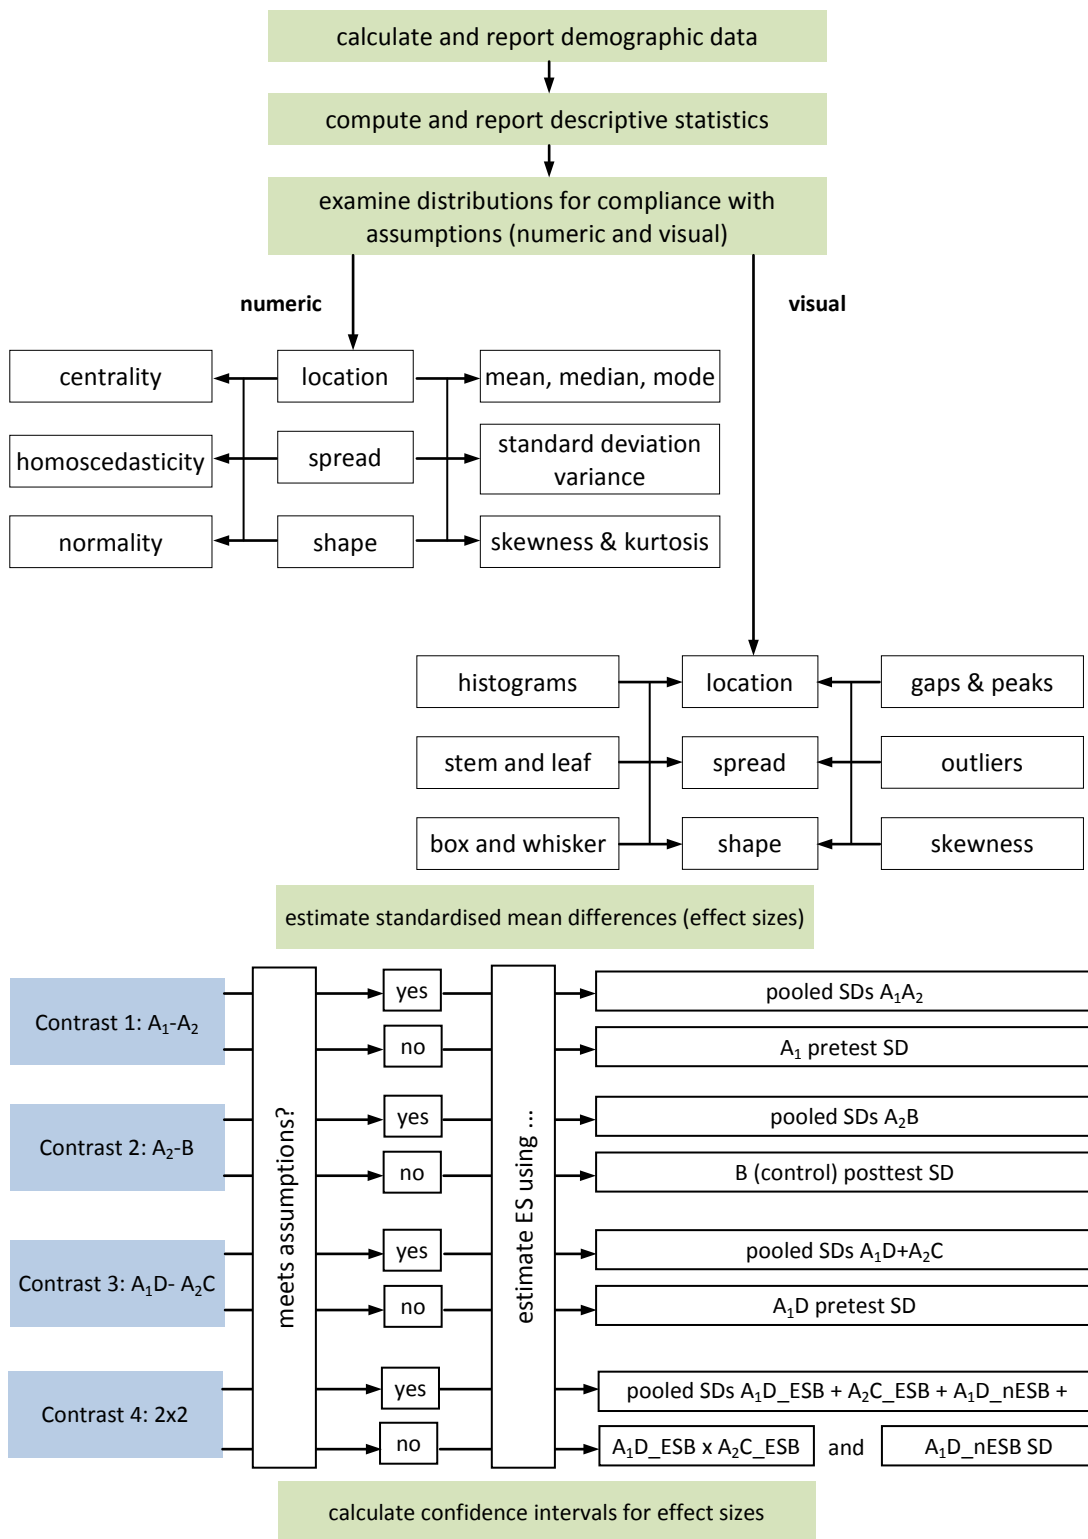 calculate and report demographic data
compute and report descriptive statistics
examine distributions for compliance with
assumptions (numeric and visual)
numeric
visual
centrality
location
mean, median, mode
homoscedasticity
spread
standard deviation
variance
normality
shape
skewness & kurtosis
histograms
location
gaps & peaks
stem and leaf
spread
outliers
box and whisker
shape
skewness
estimate standardised mean differences (effect sizes)
Contrast 1: A₁-A₂
meets assumptions?
yes
estimate ES using ...
pooled SDs A₁A₂
no
A₁ pretest SD
Contrast 2: A₂-B
yes
pooled SDs A₂B
no
B (control) posttest SD
Contrast 3: A₁D- A₂C
yes
pooled SDs A₁D+A₂C
no
A₁D pretest SD
Contrast 4: 2x2
yes
pooled SDs A₁D_ESB + A₂C_ESB + A₁D_nESB +
no
A₁D_ESB x A₂C_ESB
and
A₁D_nESB SD
calculate confidence intervals for effect sizes